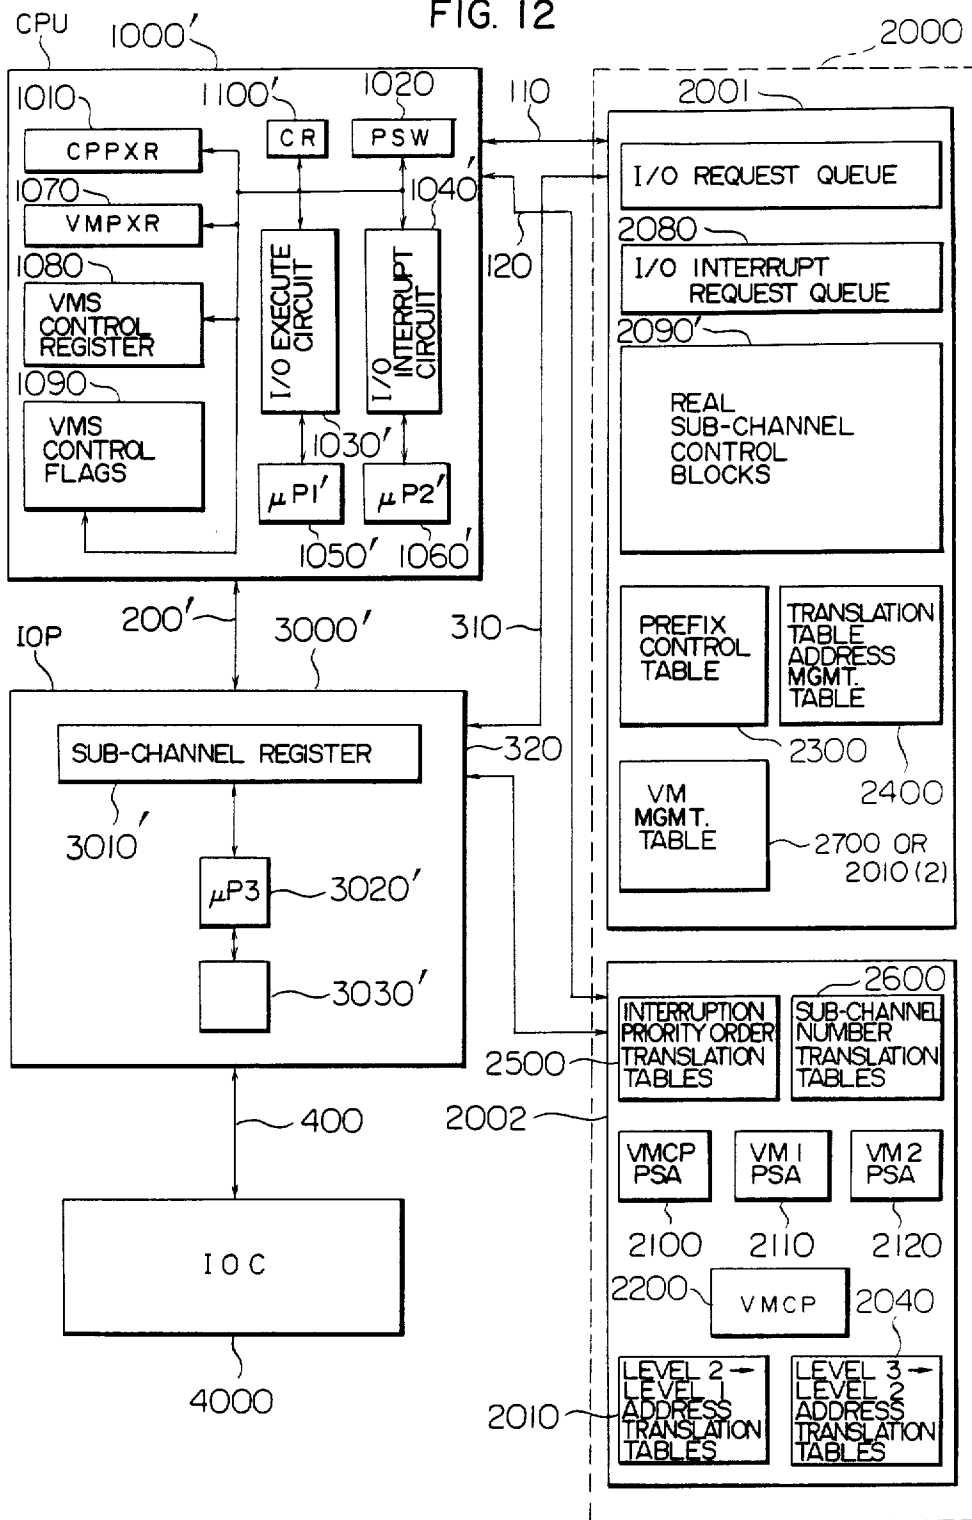 FIG. 12
CPU
1000'
1010
CPPXR
1070
VMPXR
1080
VMS
CONTROL
REGISTER
1090
VMS
CONTROL
FLAGS
1100'
CR
1020
PSW
1040'
I/O EXECUTE
CIRCUIT
I/O
INTERRUPT
CIRCUIT
1030'
μP1'
1050'
μP2'
1060'
110
120
200'
310
320
IOP
3000'
SUB-CHANNEL REGISTER
3010'
μP3
3020'
3030'
400
IOC
4000
2000
2001
I/O REQUEST QUEUE
2080
I/O INTERRUPT
REQUEST QUEUE
2090'
REAL
SUB-CHANNEL
CONTROL
BLOCKS
PREFIX
CONTROL
TABLE
2300
TRANSLATION
TABLE
ADDRESS
MGMT.
TABLE
2400
VM
MGMT.
TABLE
2700 OR
2010 (2)
2002
INTERRUPTION
PRIORITY ORDER
TRANSLATION
TABLES
2500
2600
SUB-CHANNEL
NUMBER
TRANSLATION
TABLES
VMCP
PSA
2100
VM1
PSA
2110
VM2
PSA
2120
2200
VMCP
2040
LEVEL 2 →
LEVEL 1
ADDRESS
TRANSLATION
TABLES
2010
LEVEL 3 →
LEVEL 2
ADDRESS
TRANSLATION
TABLES